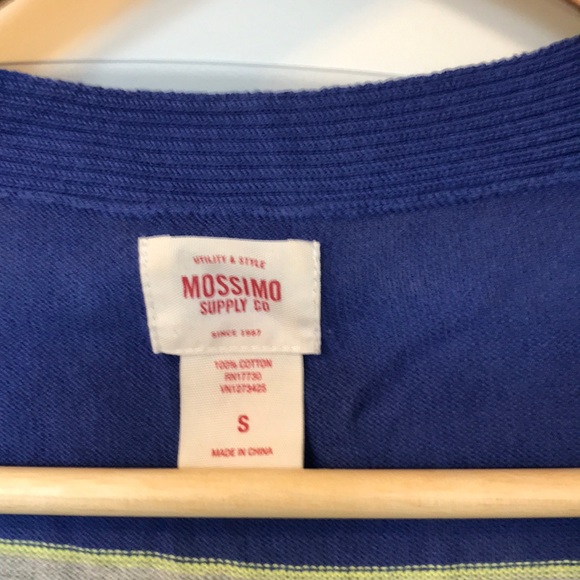 UTILITY & STYLE
MOSSIMO
SUPPLY CO
SINCE 1987
100% COTTON
RN17730
VN1273425
S
MADE IN CHINA